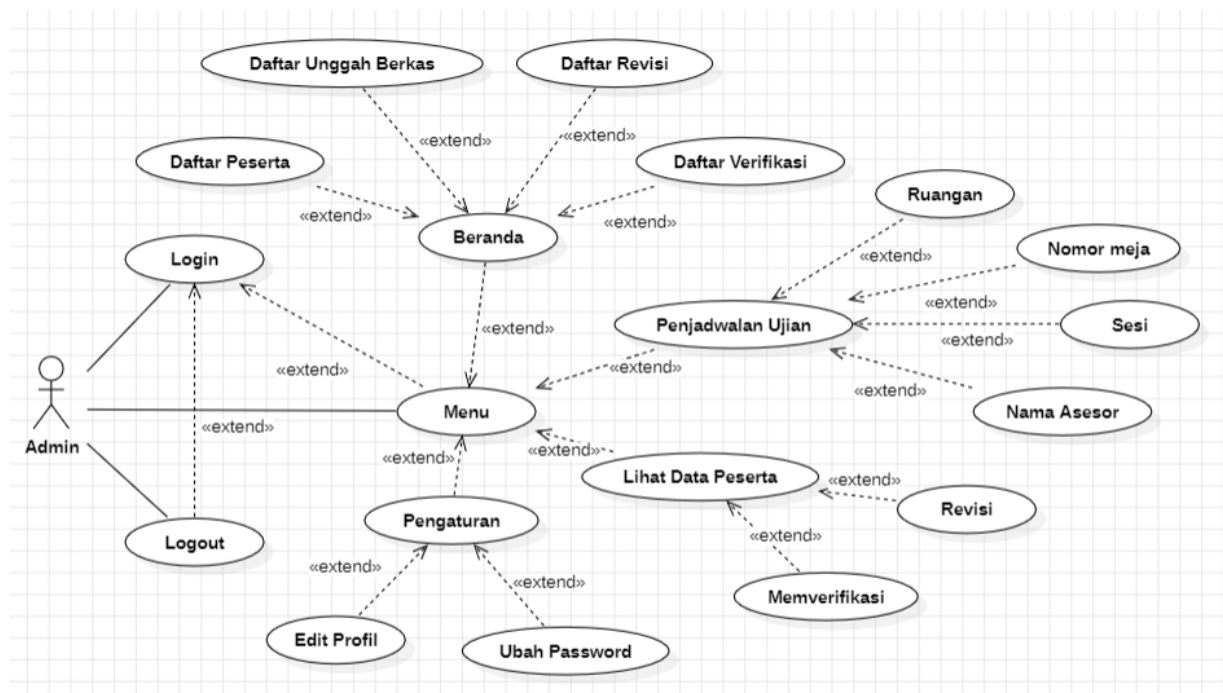 Daftar Unggah Berkas
Daftar Revisi
«extend»
«extend»
Daftar Peserta
Daftar Verifikasi
«extend»
«extend»
Beranda
Ruangan
Nomor meja
«extend»
Login
«extend»
Penjadwalan Ujian
Sesi
«extend»
«extend»
«extend»
«extend»
«extend»
Menu
Nama Asesor
Admin
«extend»
«extend»
«extend»
Lihat Data Peserta
«extend»
Revisi
Pengaturan
Logout
«extend»
«extend»
«extend»
Memverifikasi
Edit Profil
Ubah Password